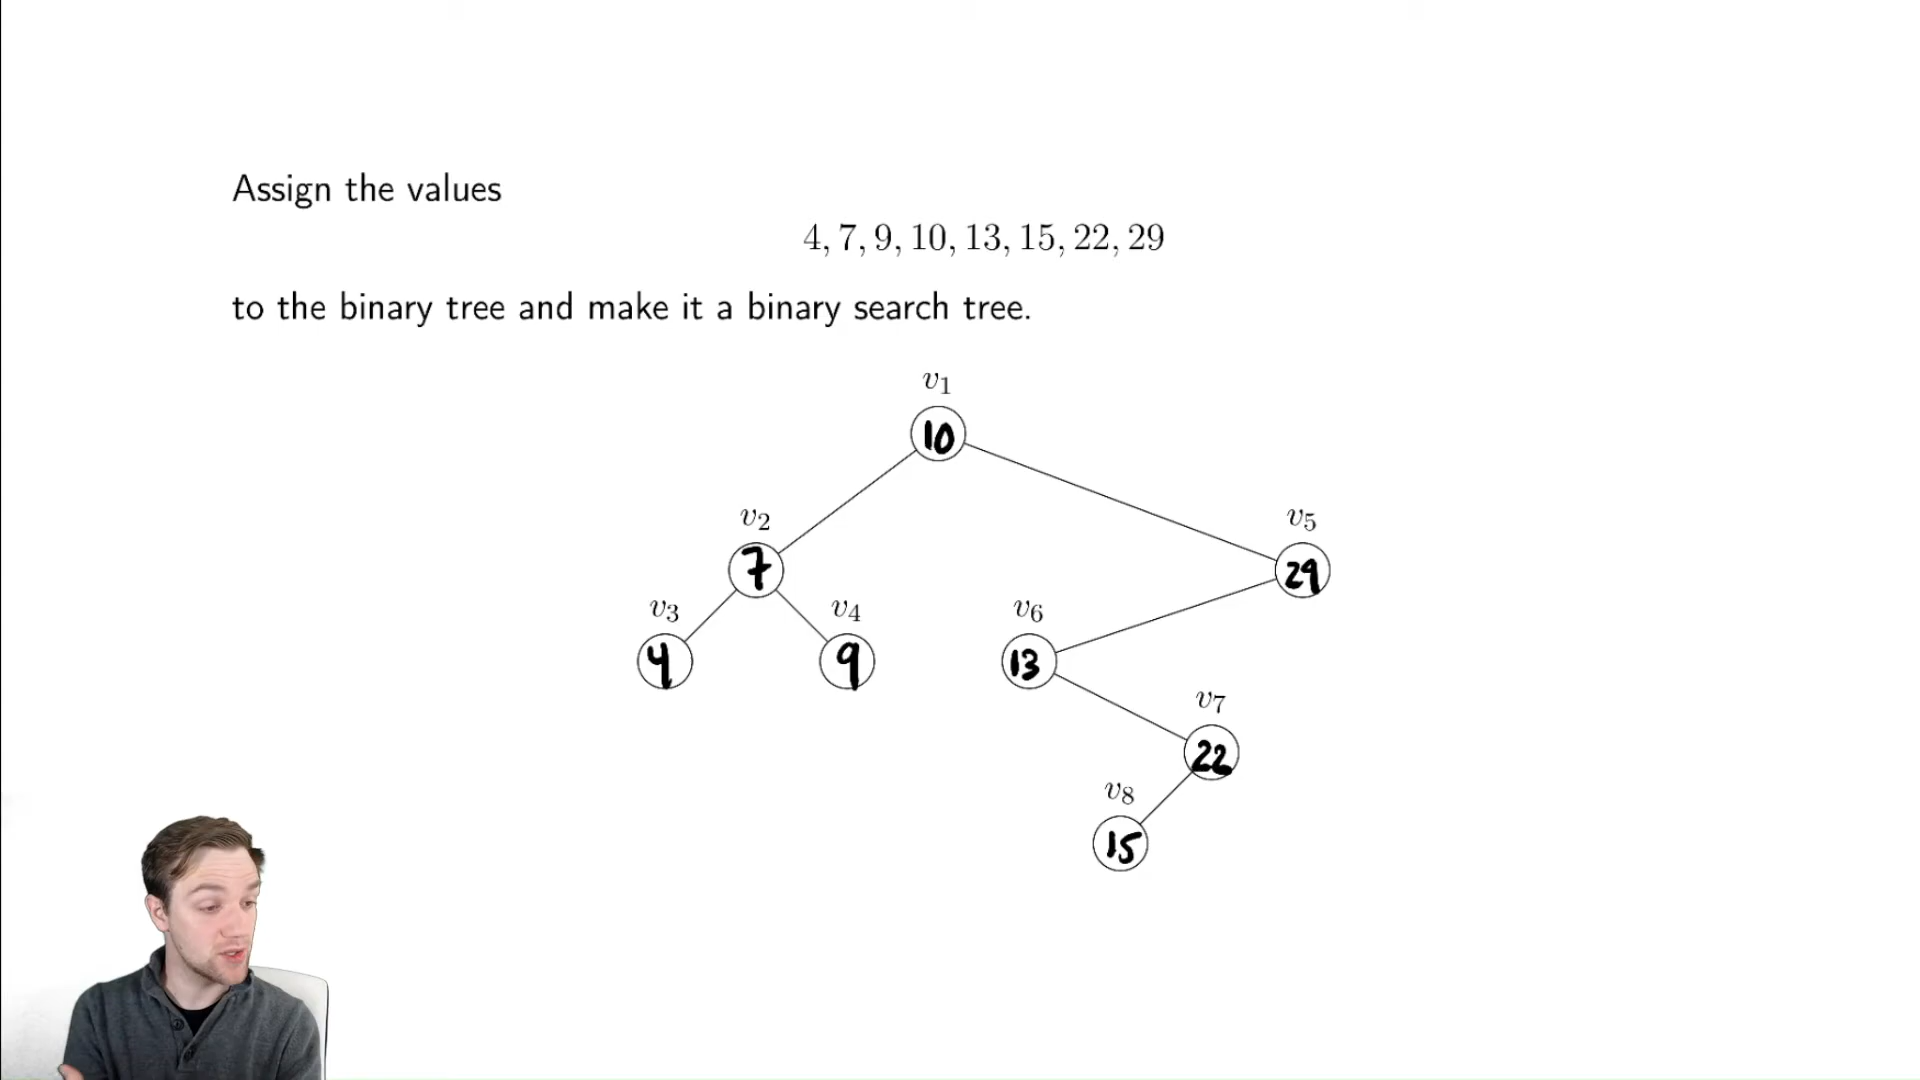 Assign the values
4, 7, 9, 10, 13, 15, 22, 29
to the binary tree and make it a binary search tree.
v1
10
v2
v5
7
29
v3
v4
v6
4
9
13
v7
22
v8
15